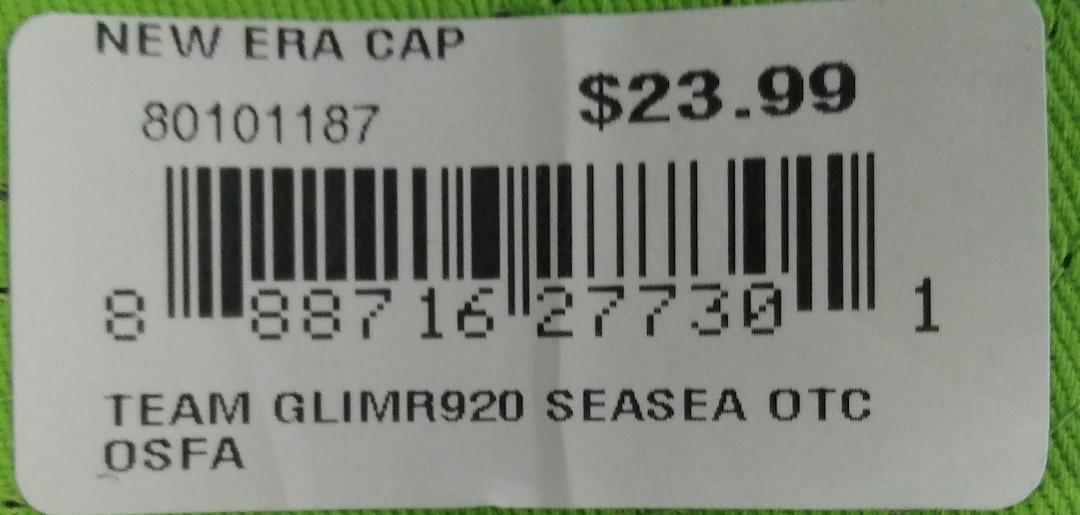 NEW ERA CAP
$23.99
80101187
8 88716 27730 1
TEAM GLIMR920 SEASEA OTC
OSFA